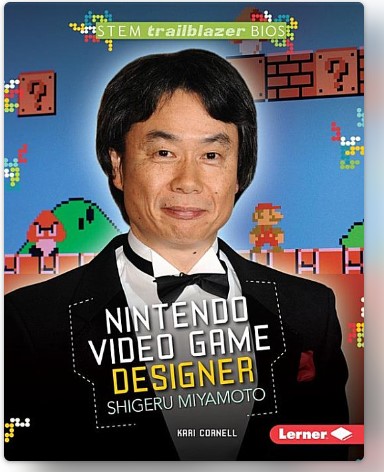 STEM trailblazer BIOS
NINTENDO
VIDEO GAME
DESIGNER
SHIGERU MIYAMOTO
KARI CORNELL
Lerner